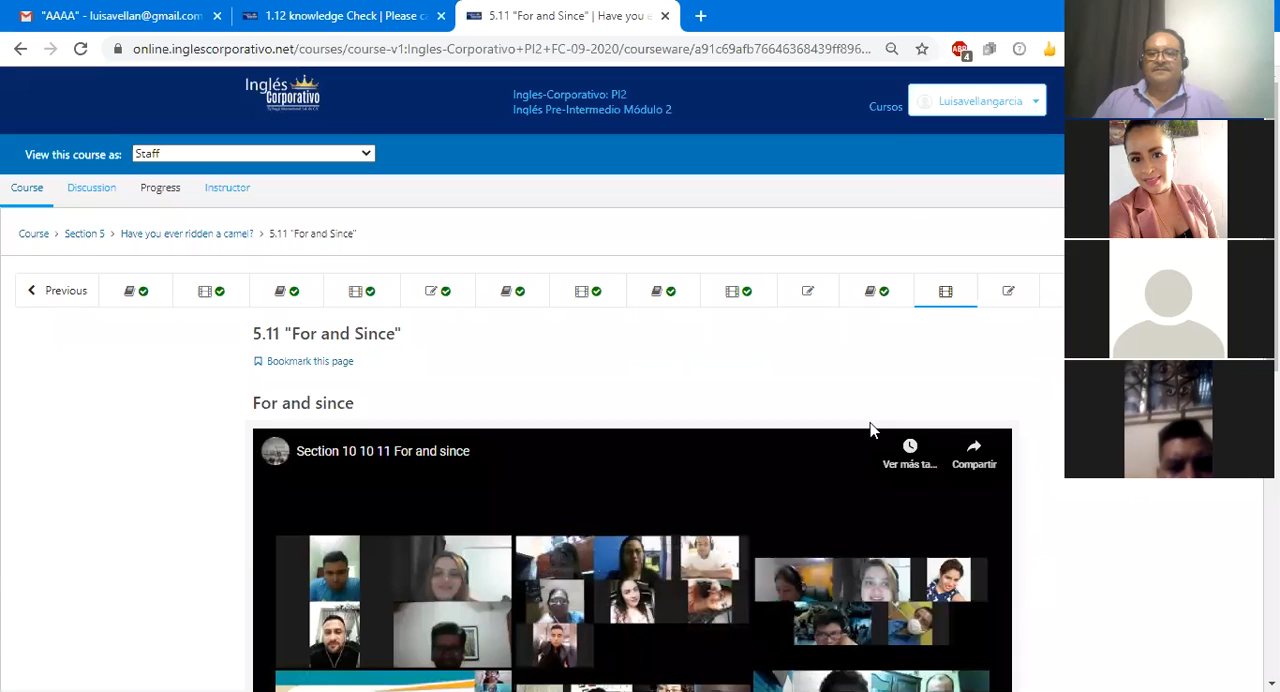 "AAAA" - luisavellan@gmail.com
1.12 knowledge Check | Please ca
5.11 "For and Since" | Have you e
online.inglescorporativo.net/courses/course-v1:Ingles-Corporativo+PI2+FC-09-2020/courseware/a91c69afb76646368439ff896...
4
Inglés
Corporativo
Ingles-Corporativo: PI2
Inglés Pre-Intermedio Módulo 2
Cursos
Luisavellangarcia
View this course as:
Staff
Course
Discussion
Progress
Instructor
Course > Section 5 > Have you ever ridden a camel? > 5.11 "For and Since"
Previous
5.11 "For and Since"
Bookmark this page
For and since
Section 10 10 11 For and since
Ver más ta...
Compartir